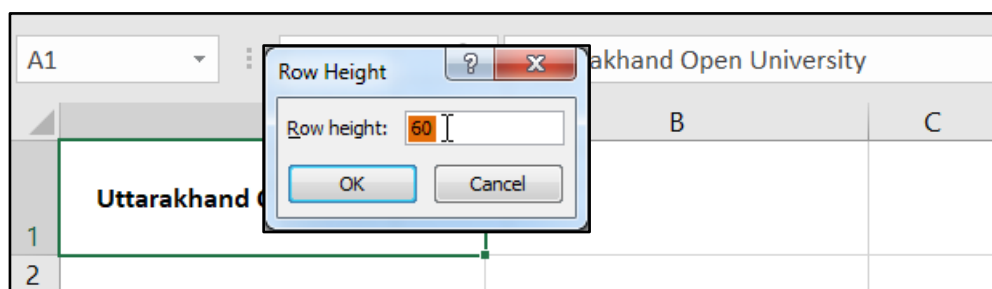 A1
akhand Open University
Row Height
?
Row height: 60
OK Cancel
B C
Uttarakhand
1
2